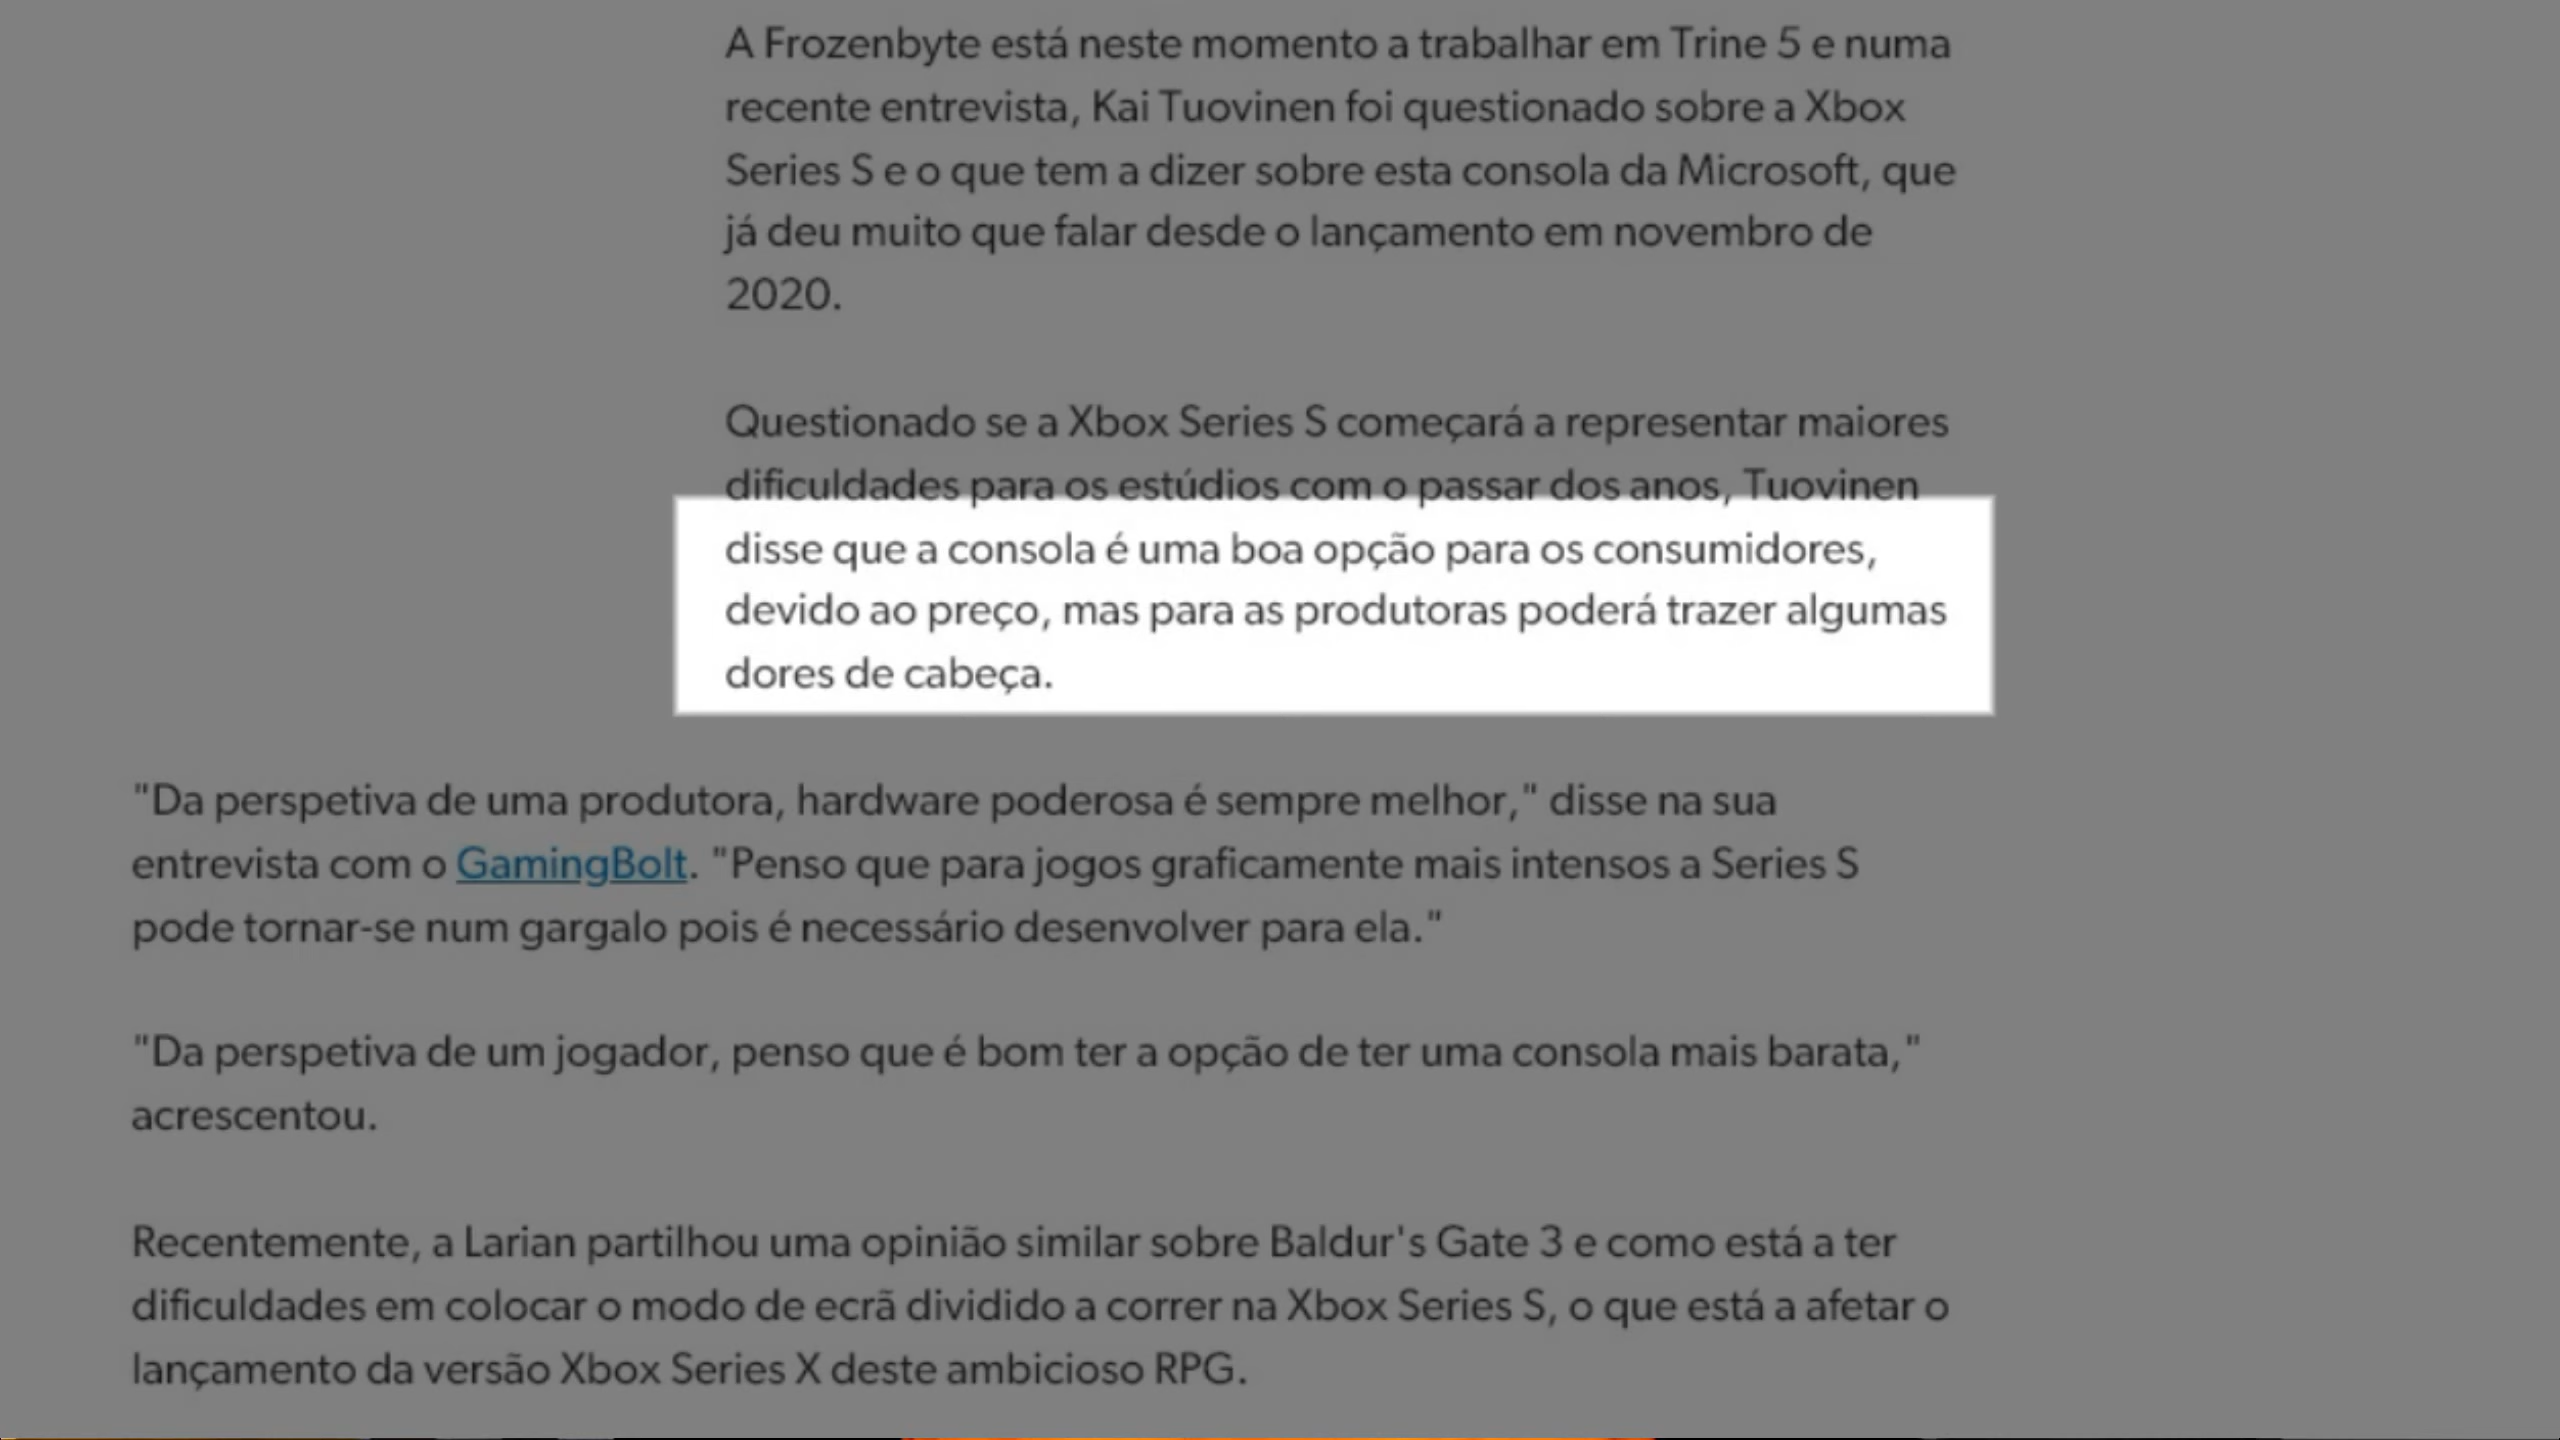 A Frozenbyte está neste momento a trabalhar em Trine 5 e numa
recente entrevista, Kai Tuovinen foi questionado sobre a Xbox
Series S e o que tem a dizer sobre esta consola da Microsoft, que
já deu muito que falar desde o lançamento em novembro de
2020.
Questionado se a Xbox Series S começará a representar maiores
dificuldades para os estúdios com o passar dos anos, Tuovinen
disse que a consola é uma boa opção para os consumidores,
devido ao preço, mas para as produtoras poderá trazer algumas
dores de cabeça.
"Da perspetiva de uma produtora, hardware poderosa é sempre melhor," disse na sua
entrevista com o GamingBolt. "Penso que para jogos graficamente mais intensos a Series S
pode tornar-se num gargalo pois é necessário desenvolver para ela."
"Da perspetiva de um jogador, penso que é bom ter a opção de ter uma consola mais barata,"
acrescentou.
Recentemente, a Larian partilhou uma opinião similar sobre Baldur's Gate 3 e como está a ter
dificuldades em colocar o modo de ecrã dividido a correr na Xbox Series S, o que está a afetar o
lançamento da versão Xbox Series X deste ambicioso RPG.